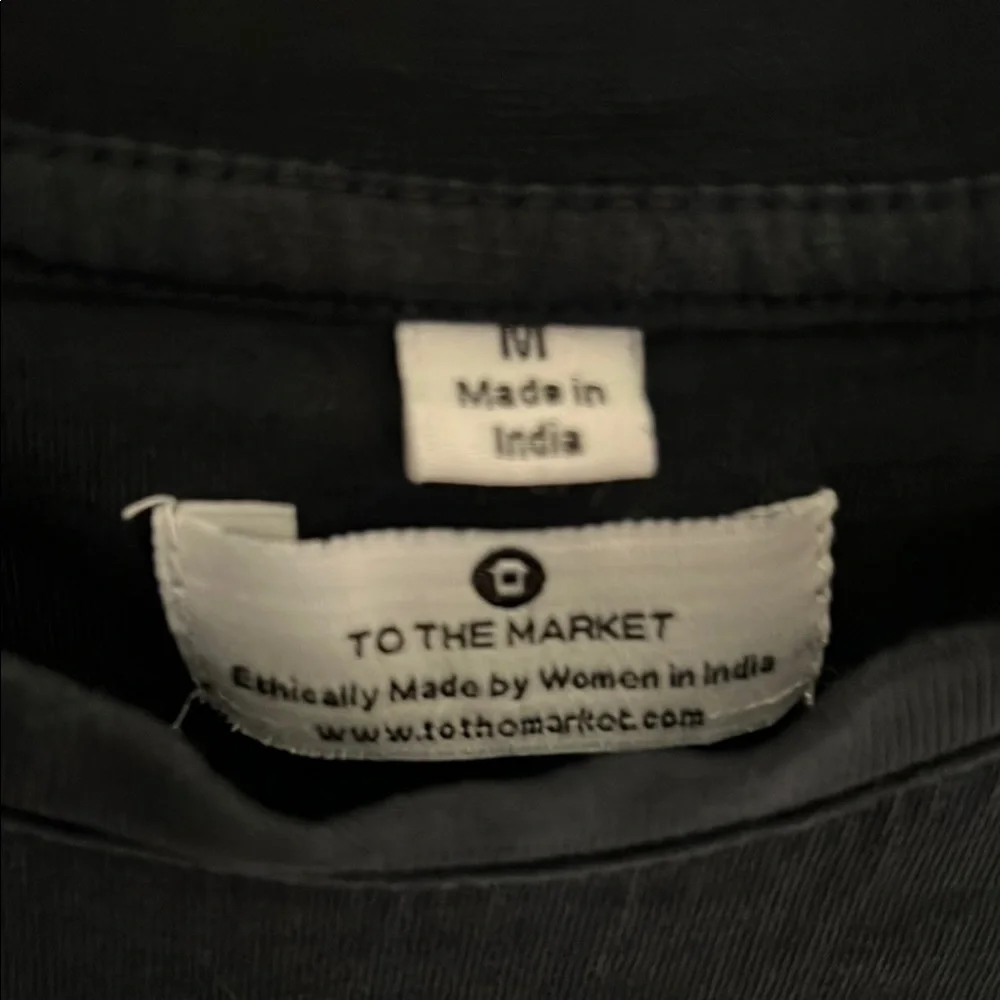 M
Made in
India
TO THE MARKET
Ethically Made by Women in India
www.tothemarket.com